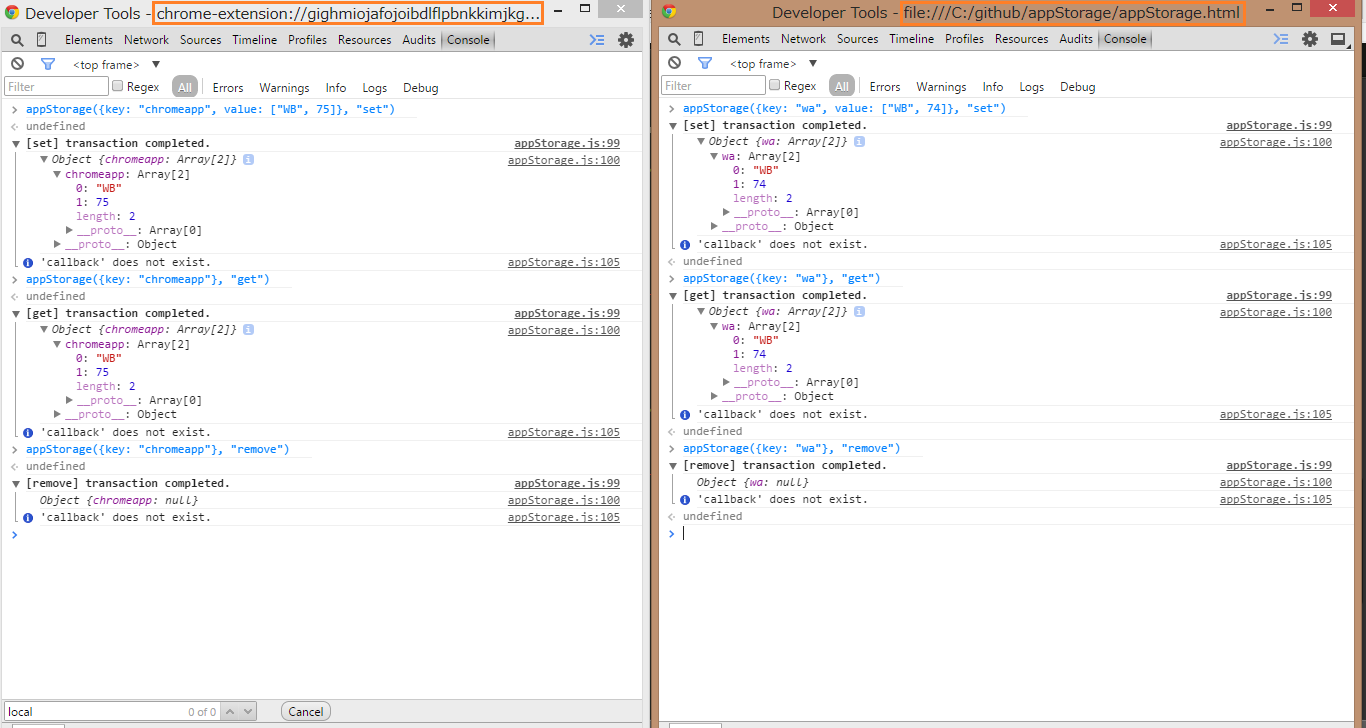 Developer Tools - chrome-extension://gighmiojafojoibdlflpbnkkimjkg...
Elements Network Sources Timeline Profiles Resources Audits Console
<top frame> ▼
Filter Regex All Errors Warnings Info Logs Debug
> appStorage({key: "chromeapp", value: ["WB", 75]}, "set")
undefined
▼ [set] transaction completed. appStorage.js:99
▼ Object {chromeapp: Array[2]} i appStorage.js:100
▼ chromeapp: Array[2]
0: "WB"
1: 75
length: 2
▶ __proto__: Array[0]
▶ __proto__: Object
i 'callback' does not exist. appStorage.js:105
> appStorage({key: "chromeapp"}, "get")
undefined
▼ [get] transaction completed. appStorage.js:99
▼ Object {chromeapp: Array[2]} i appStorage.js:100
▼ chromeapp: Array[2]
0: "WB"
1: 75
length: 2
▶ __proto__: Array[0]
▶ __proto__: Object
i 'callback' does not exist. appStorage.js:105
> appStorage({key: "chromeapp"}, "remove")
undefined
▼ [remove] transaction completed. appStorage.js:99
Object {chromeapp: null} appStorage.js:100
i 'callback' does not exist. appStorage.js:105
>
local 0 of 0 Cancel
Developer Tools - file:///C:/github/appStorage/appStorage.html
Elements Network Sources Timeline Profiles Resources Audits Console
<top frame> ▼
Filter Regex All Errors Warnings Info Logs Debug
> appStorage({key: "wa", value: ["WB", 74]}, "set")
▼ [set] transaction completed. appStorage.js:99
▼ Object {wa: Array[2]} i appStorage.js:100
▼ wa: Array[2]
0: "WB"
1: 74
length: 2
▶ __proto__: Array[0]
▶ __proto__: Object
i 'callback' does not exist. appStorage.js:105
undefined
> appStorage({key: "wa"}, "get")
▼ [get] transaction completed. appStorage.js:99
▼ Object {wa: Array[2]} i appStorage.js:100
▼ wa: Array[2]
0: "WB"
1: 74
length: 2
▶ __proto__: Array[0]
▶ __proto__: Object
i 'callback' does not exist. appStorage.js:105
undefined
> appStorage({key: "wa"}, "remove")
▼ [remove] transaction completed. appStorage.js:99
Object {wa: null} appStorage.js:100
i 'callback' does not exist. appStorage.js:105
undefined
>